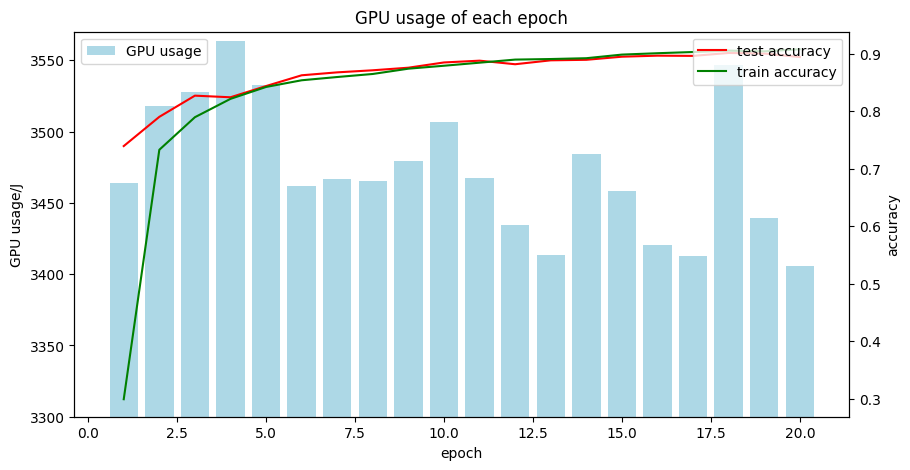 GPU usage of each epoch
GPU usage
test accuracy
train accuracy
3550
3500
3450
3400
3350
3300
GPU usage/J
0.9
0.8
0.7
0.6
0.5
0.4
0.3
accuracy
0.0 2.5 5.0 7.5 10.0 12.5 15.0 17.5 20.0
epoch